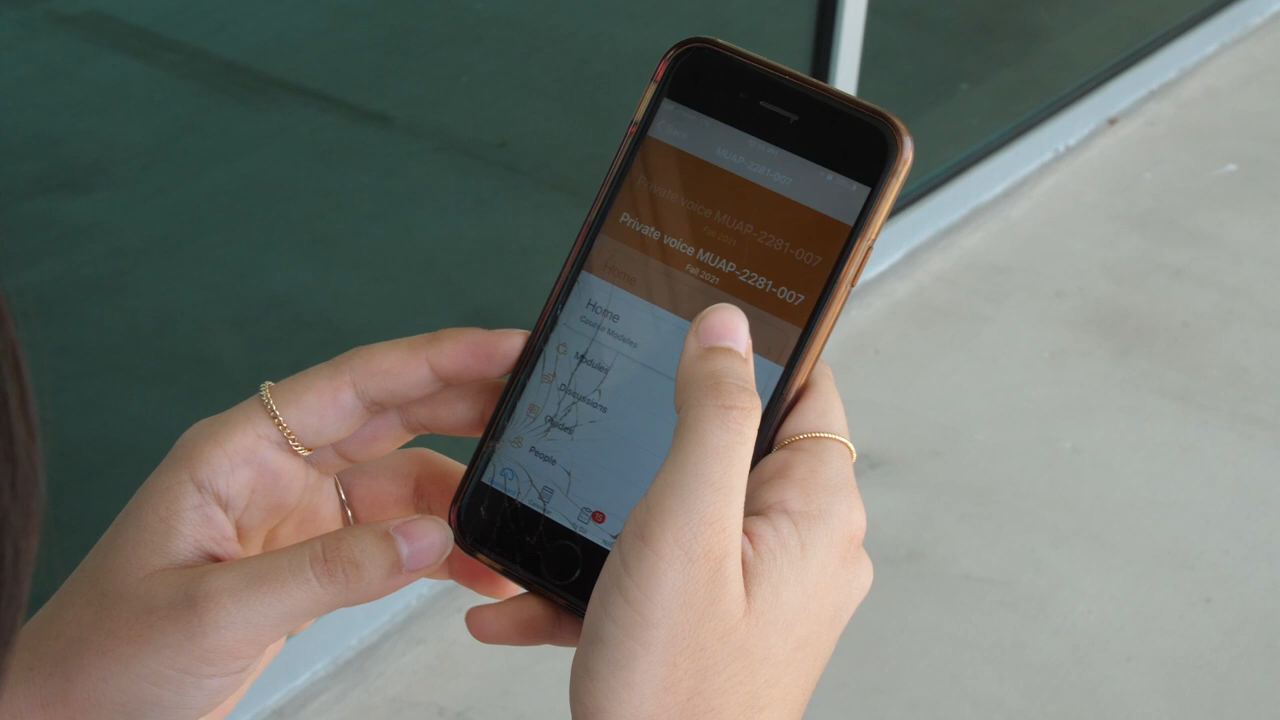 MUAP-2281-007
Private voice MUAP-2281-007
Fall 2021
Private voice MUAP-2281-007
Fall 2021
Home
Home
Course Modules
Modules
Discussions
Grades
People
15